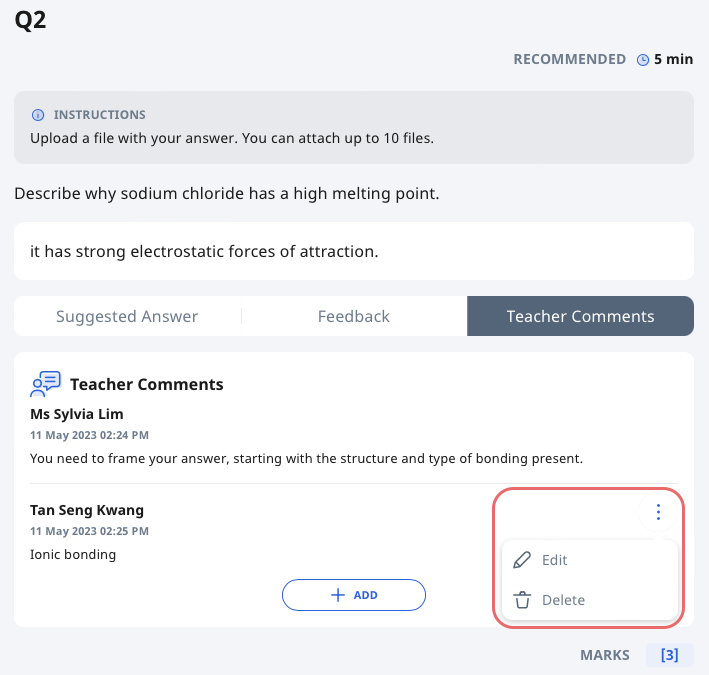 Q2
RECOMMENDED 5 min
INSTRUCTIONS
Upload a file with your answer. You can attach up to 10 files.
Describe why sodium chloride has a high melting point.
it has strong electrostatic forces of attraction.
Suggested Answer Feedback Teacher Comments
Teacher Comments
Ms Sylvia Lim
11 May 2023 02:24 PM
You need to frame your answer, starting with the structure and type of bonding present.
Tan Seng Kwang
11 May 2023 02:25 PM
Ionic bonding
Edit
Delete
ADD
MARKS [3]